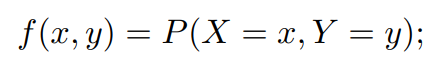 f(x, y) = P(X = x, Y = y);